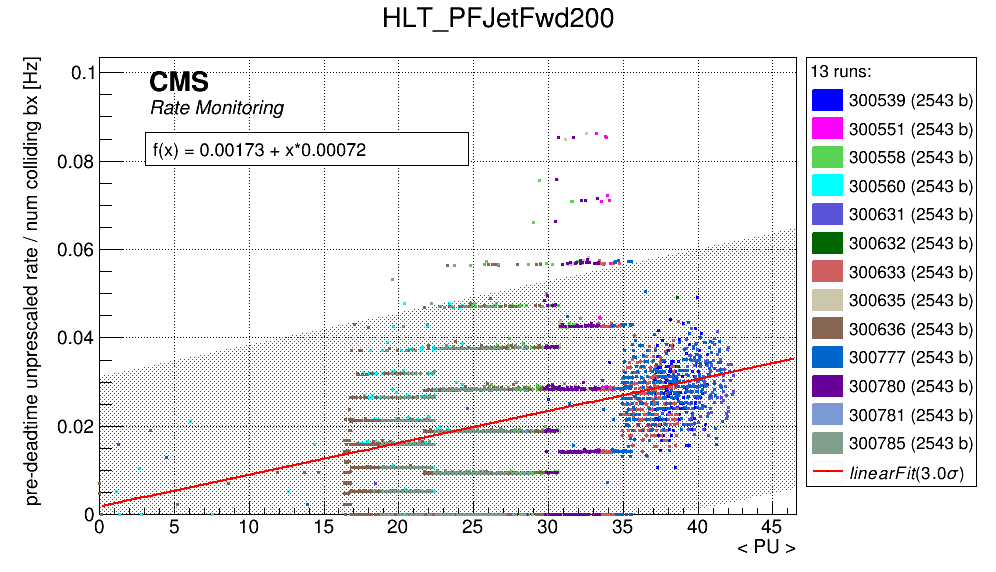 HLT_PFJetFwd200
pre-deadtime unprescaled rate / num colliding bx [Hz]
0.1
0.08
0.06
0.04
0.02
0
CMS
Rate Monitoring
f(x) = 0.00173 + x*0.00072
0 5 10 15 20 25 30 35 40 45
< PU >
13 runs:
300539 (2543 b)
300551 (2543 b)
300558 (2543 b)
300560 (2543 b)
300631 (2543 b)
300632 (2543 b)
300633 (2543 b)
300635 (2543 b)
300636 (2543 b)
300777 (2543 b)
300780 (2543 b)
300781 (2543 b)
300785 (2543 b)
linearFit(3.0σ)